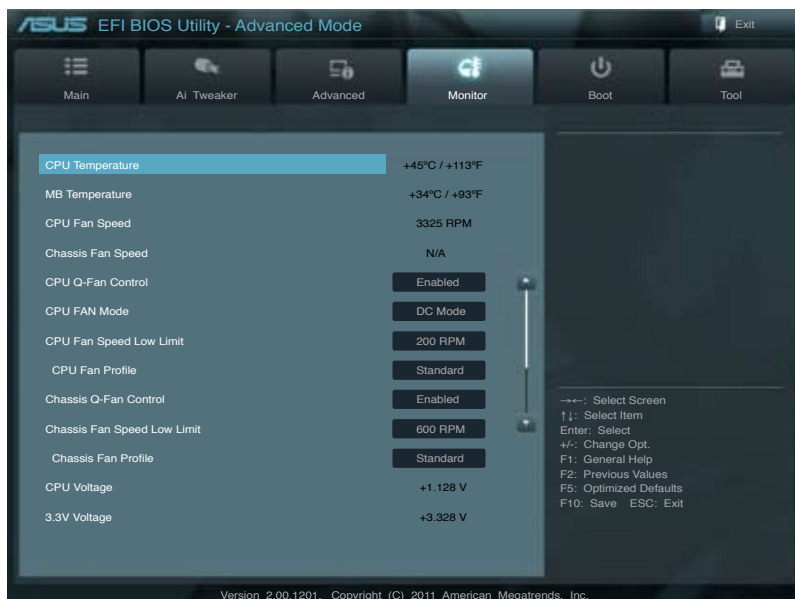 ASUS EFI BIOS Utility - Advanced Mode
Exit
Main
Ai Tweaker
Advanced
Monitor
Boot
Tool
CPU Temperature +45ºC / +113ºF
MB Temperature +34ºC / +93ºF
CPU Fan Speed 3325 RPM
Chassis Fan Speed N/A
CPU Q-Fan Control Enabled
CPU FAN Mode DC Mode
CPU Fan Speed Low Limit 200 RPM
CPU Fan Profile Standard
Chassis Q-Fan Control Enabled
Chassis Fan Speed Low Limit 600 RPM
Chassis Fan Profile Standard
CPU Voltage +1.128 V
3.3V Voltage +3.328 V
→←: Select Screen
↑↓: Select Item
Enter: Select
+/-: Change Opt.
F1: General Help
F2: Previous Values
F5: Optimized Defaults
F10: Save ESC: Exit
Version 2.00.1201. Copyright (C) 2011 American Megatrends, Inc.